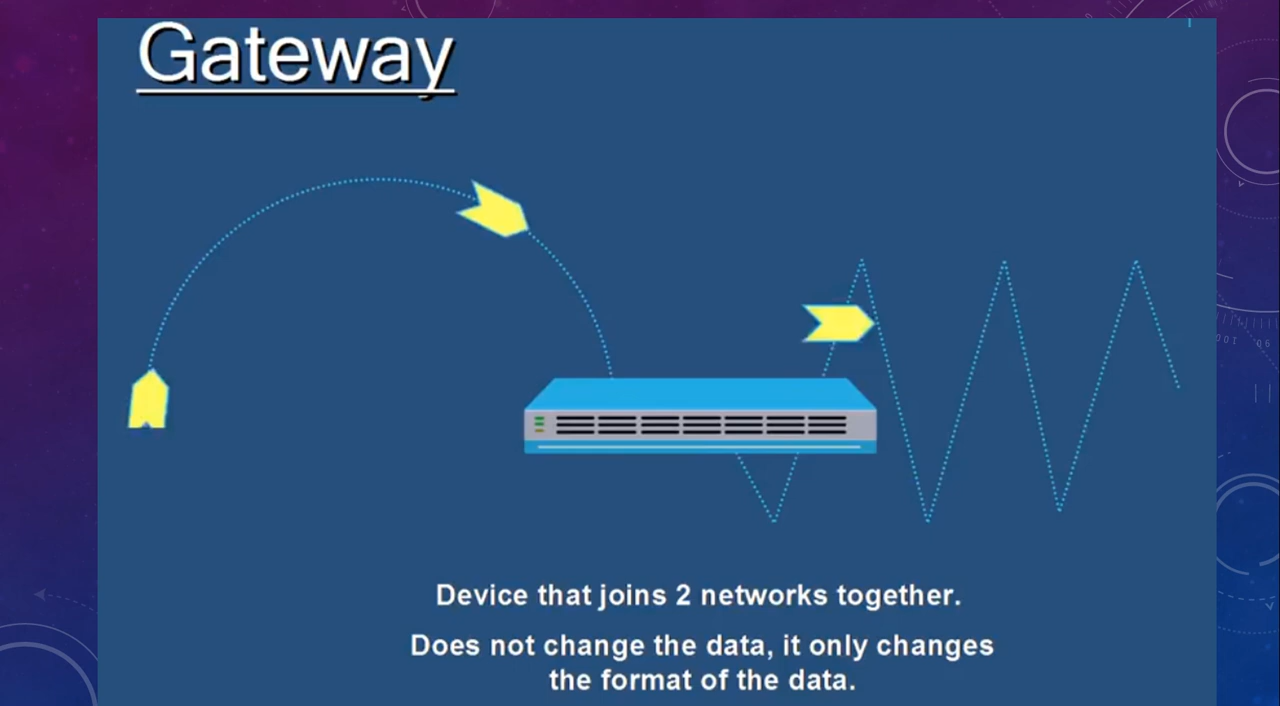 Gateway
Device that joins 2 networks together.
Does not change the data, it only changes
the format of the data.